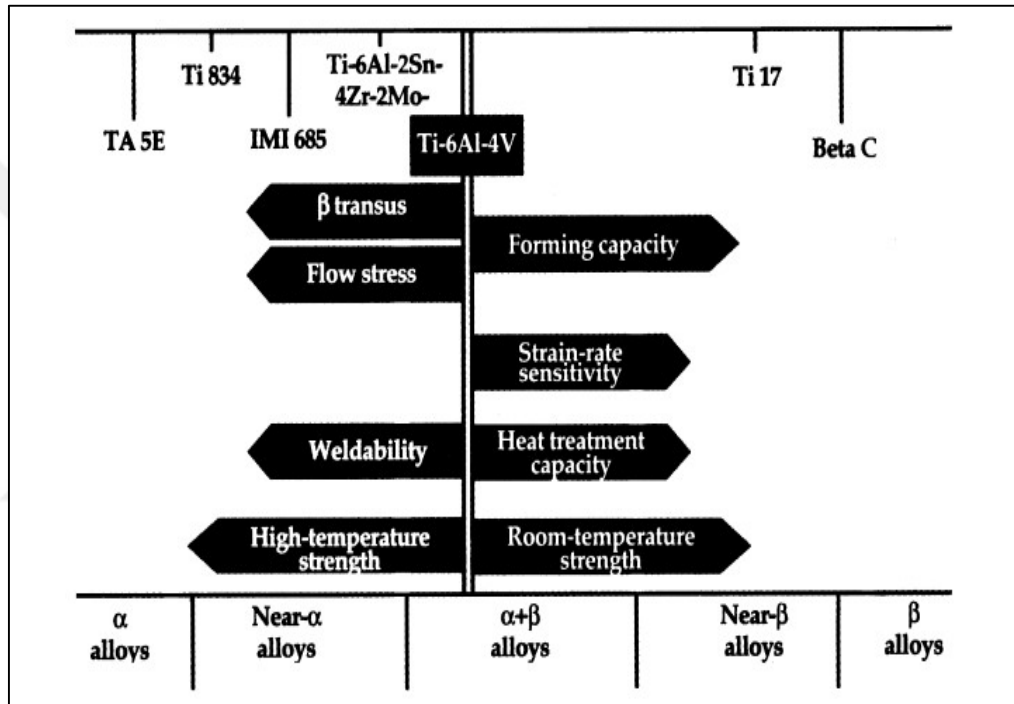 Ti 834
Ti-6Al-2Sn-
4Zr-2Mo-
Ti 17
TA 5E
IMI 685
Ti-6Al-4V
Beta C
β transus
Forming capacity
Flow stress
Strain-rate
sensitivity
Weldability
Heat treatment
capacity
High-temperature
strength
Room-temperature
strength
α
alloys
Near-α
alloys
α+β
alloys
Near-β
alloys
β
alloys